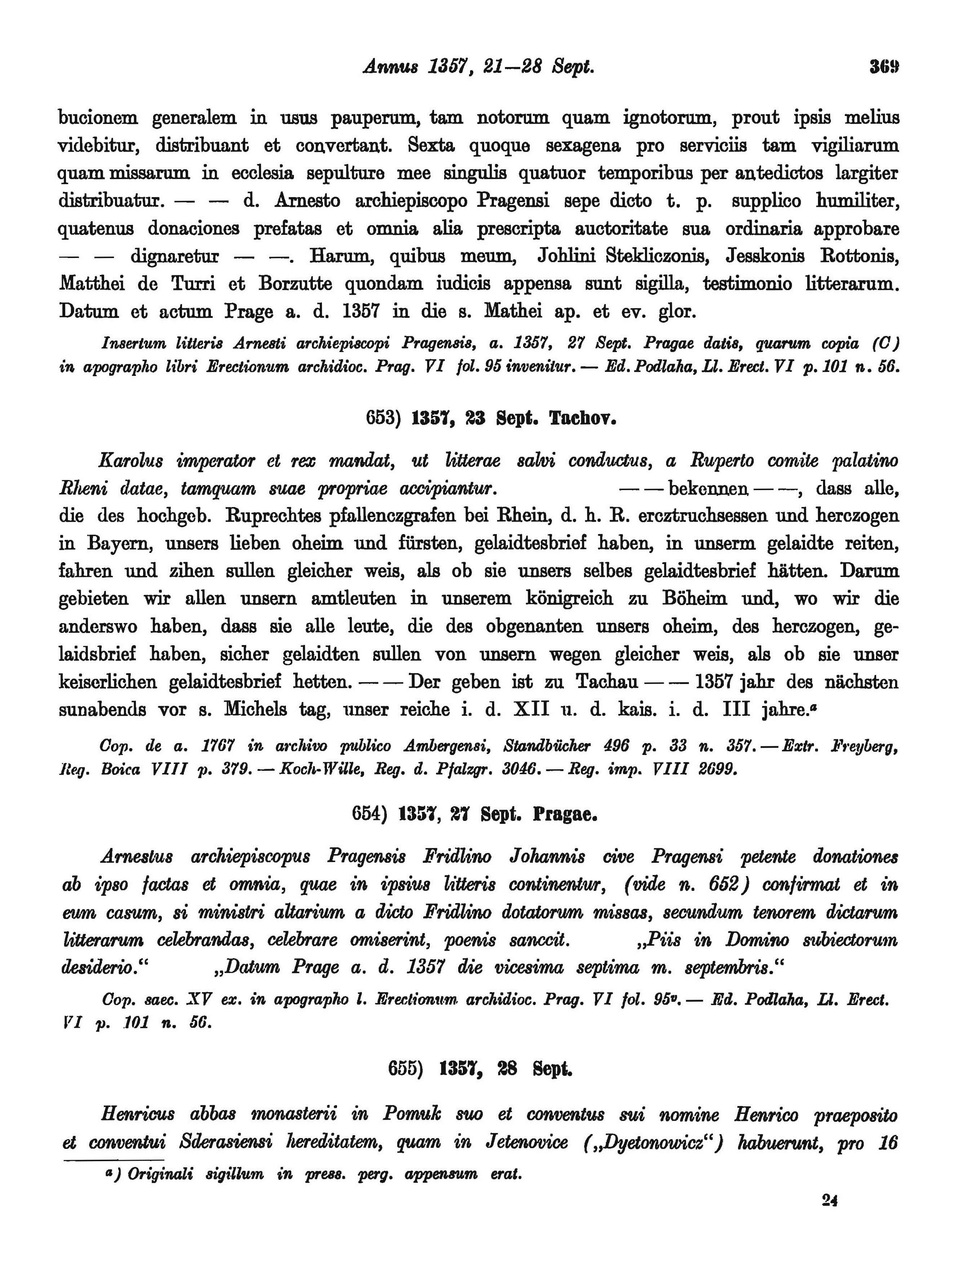 Annus 1357, 21—28 Sept. 369
bucionem generalem in usus pauperum, tam notorum quam ignotorum, prout ipsis melius
videbitur, distribuant et convertant. Sexta quoque sexagena pro serviciis tam vigiliarum
quam missarum in ecclesia sepulture mee singulis quatuor temporibus per antedictos largiter
distribuatur. — — d. Arnesto archiepiscopo Pragensi sepe dicto t. p. supplico humiliter,
quatenus donaciones prefatas et omnia alia prescripta auctoritate sua ordinaria approbare
— — dignaretur — —. Harum, quibus meum, Johlini Stekliczonis, Jesskonis Rottonis,
Matthei de Turri et Borzutte quondam iudicis appensa sunt sigilla, testimonio litterarum.
Datum et actum Prage a. d. 1357 in die s. Mathei ap. et ev. glor.
Insertum litteris Arnesti archiepiscopi Pragensis, a. 1357, 27 Sept. Pragae datis, quarum copia (C)
in apographo libri Erectionum archidioc. Prag. VI fol. 95 invenitur. — Ed. Podlaha, Ll. Erect. VI p. 101 n. 56.
653) 1357, 23 Sept. Tachov.
Karolus imperator et rex mandat, ut litterae salvi conductus, a Ruperto comite palatino
Rheni datae, tamquam suae propriae accipiantur. — — bekennen — —, dass alle,
die des hochgeb. Ruprechtes pfallenczgrafen bei Rhein, d. h. R. ercztruchsessen und herczogen
in Bayern, unsers lieben oheim und fürsten, gelaidtesbrief haben, in unserm gelaidte reiten,
fahren und zihen sullen gleicher weis, als ob sie unsers selbes gelaidtesbrief hätten. Darum
gebieten wir allen unsern amtleuten in unserem königreich zu Böheim und, wo wir die
anderswo haben, dass sie alle leute, die des obgenanten unsers oheim, des herczogen, ge-
laidsbrief haben, sicher gelaidten sullen von unsern wegen gleicher weis, als ob sie unser
keiserlichen gelaidtesbrief hetten. — — Der geben ist zu Tachau — — 1357 jahr des nächsten
sunabends vor s. Michels tag, unser reiche i. d. XII u. d. kais. i. d. III jahre.ᵃ
Cop. de a. 1767 in archivo publico Ambergensi, Standbücher 496 p. 33 n. 357. — Extr. Freyberg,
Reg. Boica VIII p. 379. — Koch-Wille, Reg. d. Pfalzgr. 3046. — Reg. imp. VIII 2699.
654) 1357, 27 Sept. Pragae.
Arnestus archiepiscopus Pragensis Fridlino Johannis cive Pragensi petente donationes
ab ipso factas et omnia, quae in ipsius litteris continentur, (vide n. 652) confirmat et in
eum casum, si ministri altarium a dicto Fridlino dotatorum missas, secundum tenorem dictarum
litterarum celebrandas, celebrare omiserint, poenis sanccit. „Piis in Domino subiectorum
desiderio.“ „Datum Prage a. d. 1357 die vicesima septima m. septembris.“
Cop. saec. XV ex. in apographo l. Erectionum archidioc. Prag. VI fol. 95ᵛ. — Ed. Podlaha, Ll. Erect.
VI p. 101 n. 56.
655) 1357, 28 Sept.
Henricus abbas monasterii in Pomuk suo et conventus sui nomine Henrico praeposito
et conventui Sderasiensi hereditatem, quam in Jetenovice („Dyetonowicz“) habuerunt, pro 16
ᵃ) Originali sigillum in press. perg. appensum erat.
24